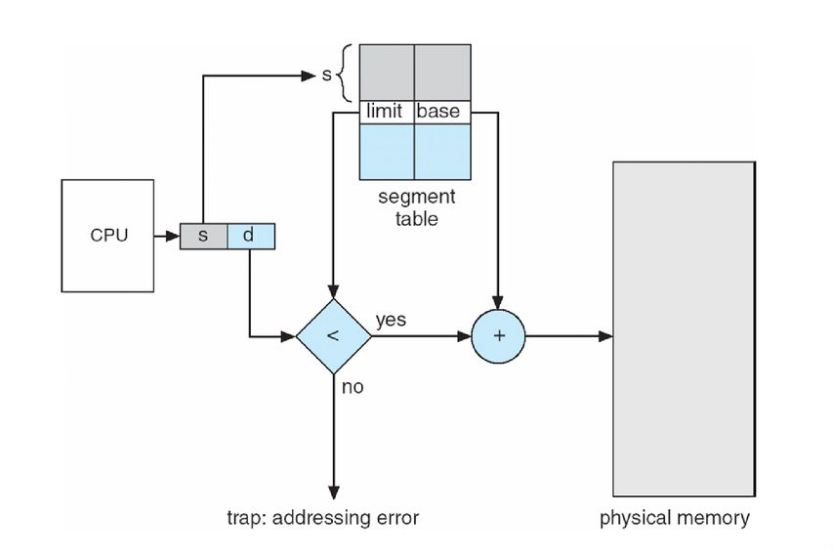 s
limit base
segment
table
CPU
s d
<
yes
+
no
trap: addressing error
physical memory